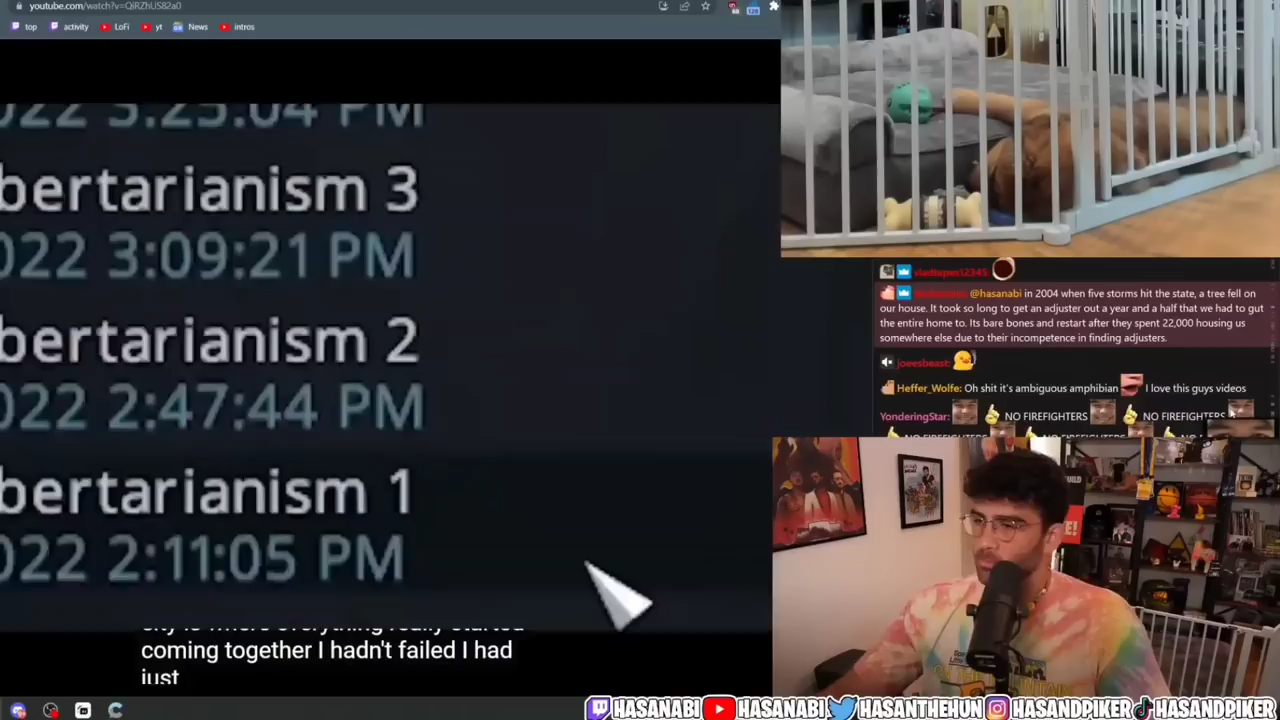 youtube.com/watch?v=QiRZhUS82a0
top
activity
LoFi
yt
News
intros
022 3:25:04 PM
bertarianism 3
022 3:09:21 PM
bertarianism 2
022 2:47:44 PM
bertarianism 1
022 2:11:05 PM
coming together I hadn't failed I had
just
@hasanabi in 2004 when five storms hit the state, a tree fell on
our house. It took so long to get an adjuster out a year and a half that we had to gut
the entire home to. Its bare bones and restart after they spent 22,000 housing us
somewhere else due to their incompetence in finding adjusters.
joeesbeast:
Heffer_Wolfe: Oh shit it's ambiguous amphibian I love this guys videos
YonderingStar: NO FIREFIGHTERS NO FIREFIGHTERS
HASANABI HASANABI HASANTHEHUN HASANDPIKER HASANDPIKER